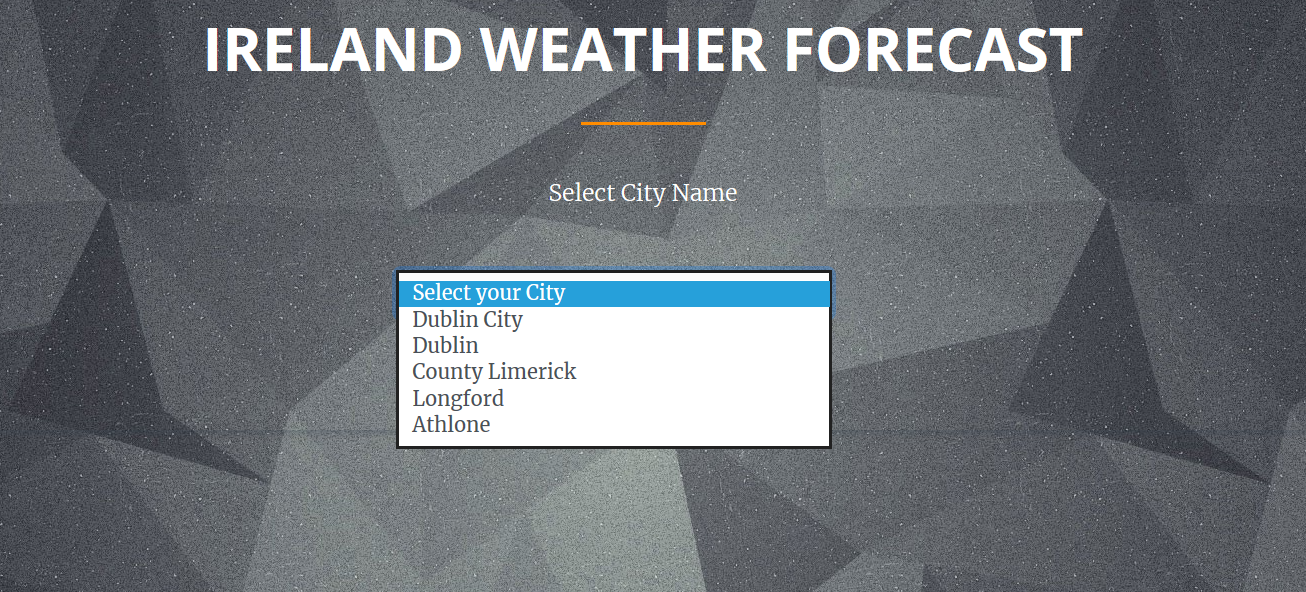 IRELAND WEATHER FORECAST
Select City Name
Select your City
Dublin City
Dublin
County Limerick
Longford
Athlone